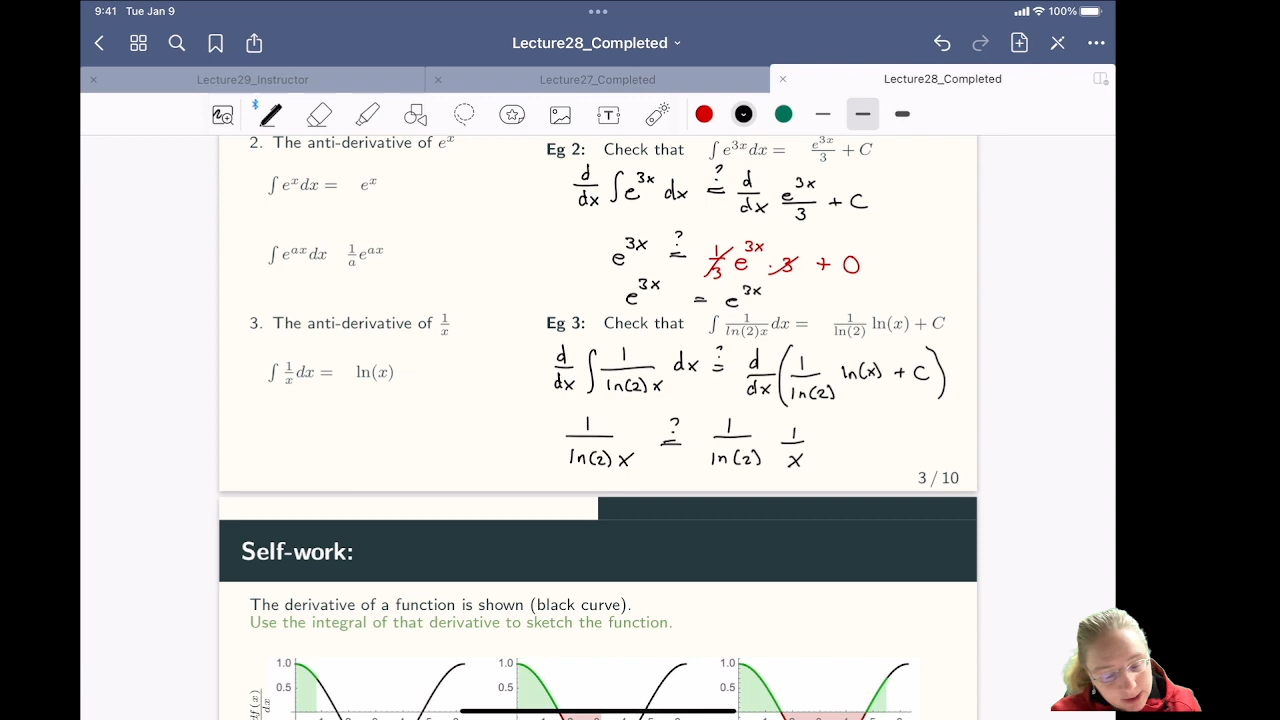 9:41 Tue Jan 9
100%
Lecture28_Completed
Lecture29_Instructor
Lecture27_Completed
Lecture28_Completed
2. The anti-derivative of e^x
∫ e^x dx = e^x
∫ e^{ax} dx 1/a e^{ax}
3. The anti-derivative of 1/x
∫ 1/x dx = ln(x)
Eg 2: Check that ∫ e^{3x} dx = e^{3x}/3 + C
d/dx ∫ e^{3x} dx ?= d/dx e^{3x}/3 + C
e^{3x} ?= 1/3 e^{3x} · 3 + 0
e^{3x} = e^{3x}
Eg 3: Check that ∫ 1/(ln(2)x) dx = 1/ln(2) ln(x) + C
d/dx ∫ 1/(ln(2) x) dx ?= d/dx (1/ln(2) ln(x) + C)
1/(ln(2) x) ?= 1/ln(2) 1/x
3 / 10
Self-work:
The derivative of a function is shown (black curve).
Use the integral of that derivative to sketch the function.
1.0
0.5
1.0
0.5
1.0
0.5
df(x)/dx